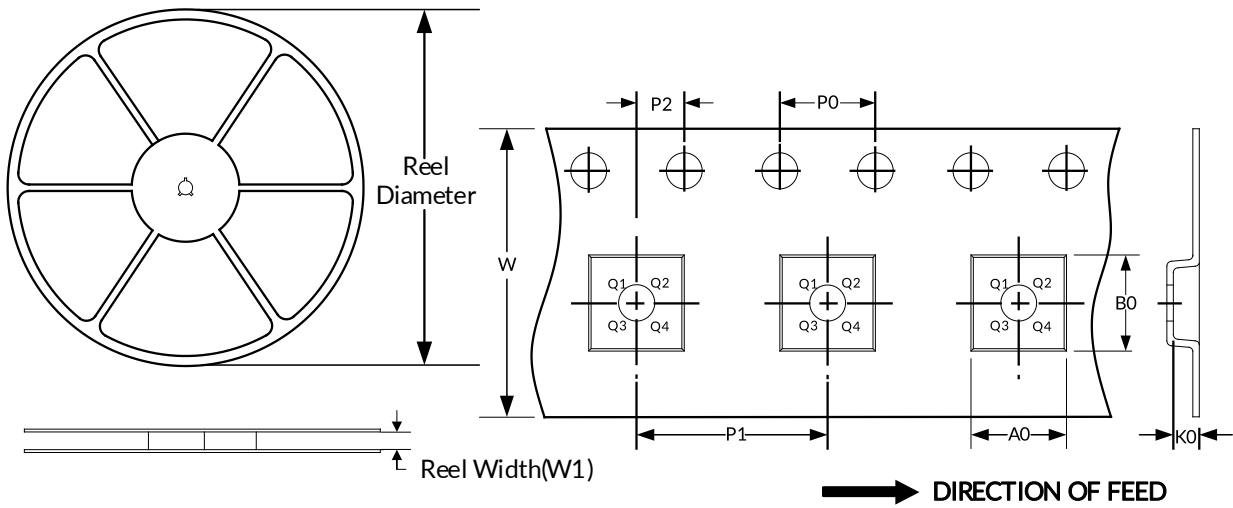 Reel
Diameter
Reel Width(W1)
P2
P0
W
Q1 Q2
Q3 Q4
Q1 Q2
Q3 Q4
Q1 Q2
Q3 Q4
B0
P1
A0
K0
DIRECTION OF FEED